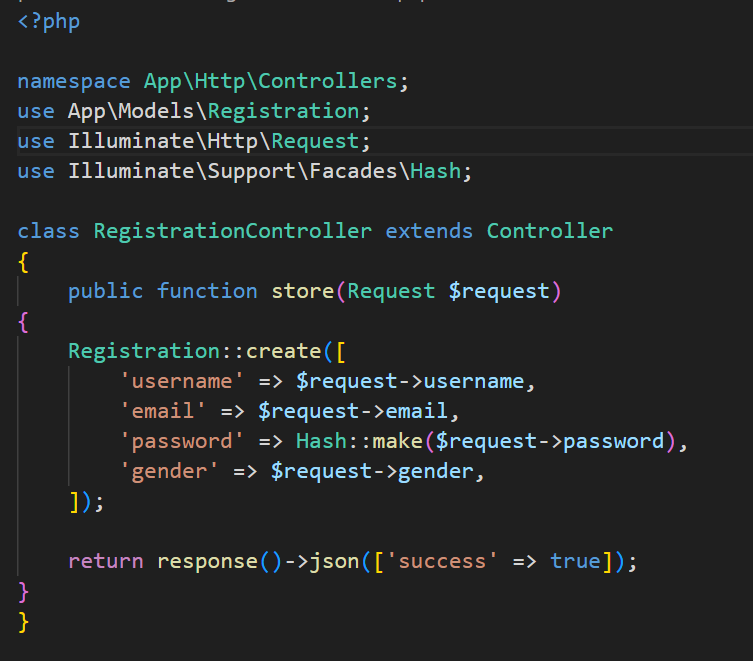 <?php
namespace App\Http\Controllers;
use App\Models\Registration;
use Illuminate\Http\Request;
use Illuminate\Support\Facades\Hash;
class RegistrationController extends Controller
{
    public function store(Request $request)
{
    Registration::create([
        'username' => $request->username,
        'email' => $request->email,
        'password' => Hash::make($request->password),
        'gender' => $request->gender,
    ]);
    return response()->json(['success' => true]);
}
}